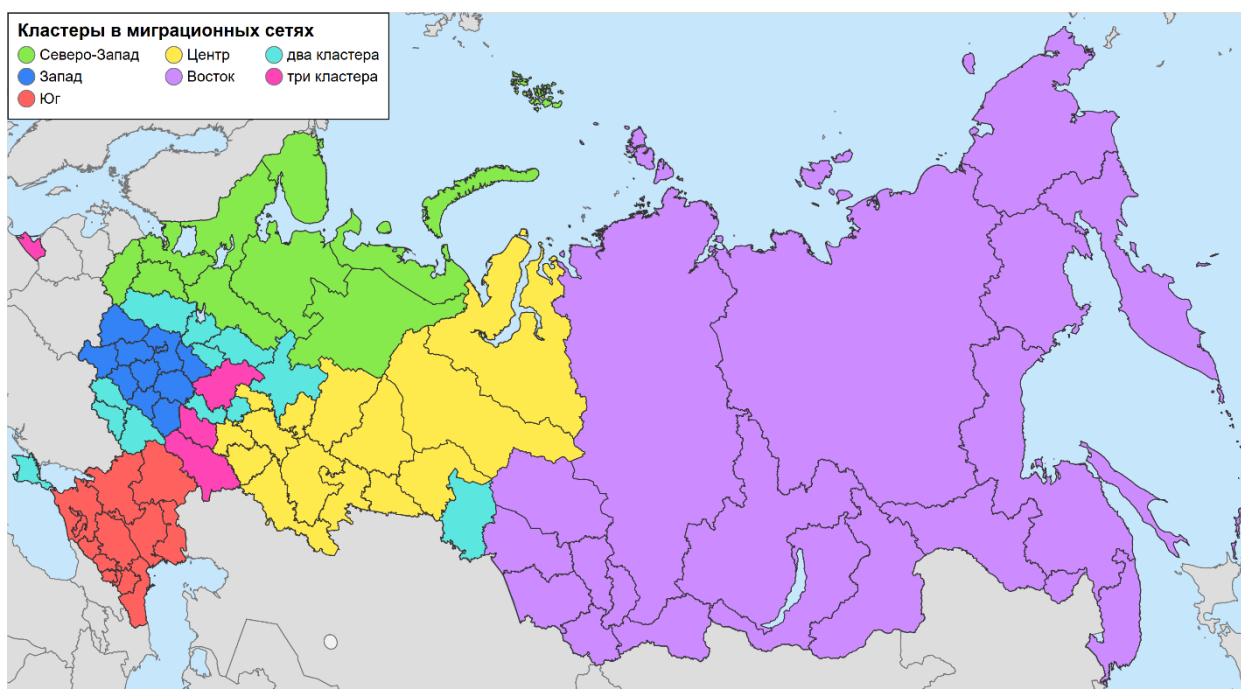 Кластеры в миграционных сетях
Северо-Запад Центр два кластера
Запад Восток три кластера
Юг